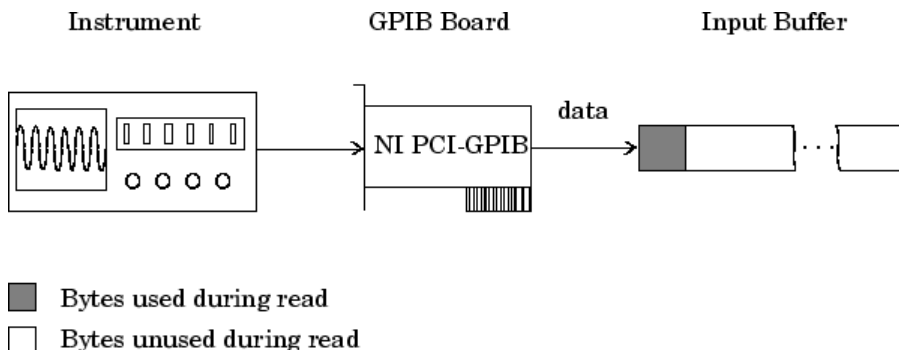 Instrument
GPIB Board
Input Buffer
data
NI PCI-GPIB
Bytes used during read
Bytes unused during read